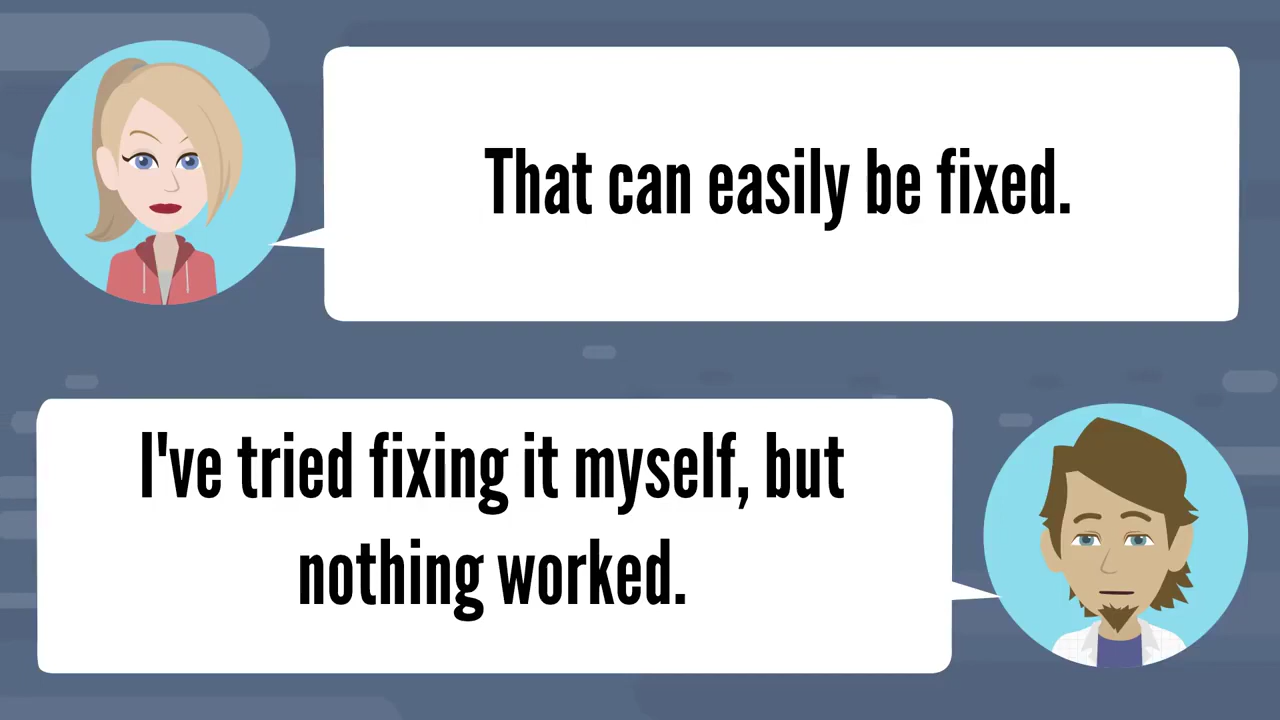 That can easily be fixed.
I've tried fixing it myself, but
nothing worked.